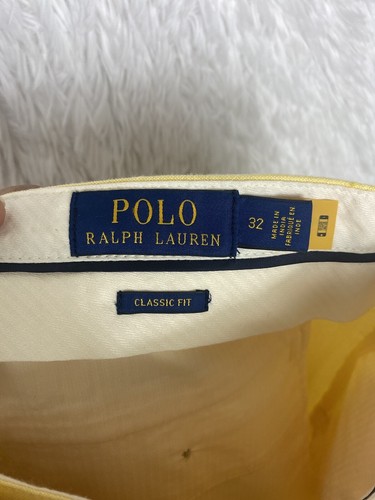 POLO
RALPH LAUREN
32
MADE IN
INDIA
FABRIQUÉ EN
INDE
CLASSIC FIT